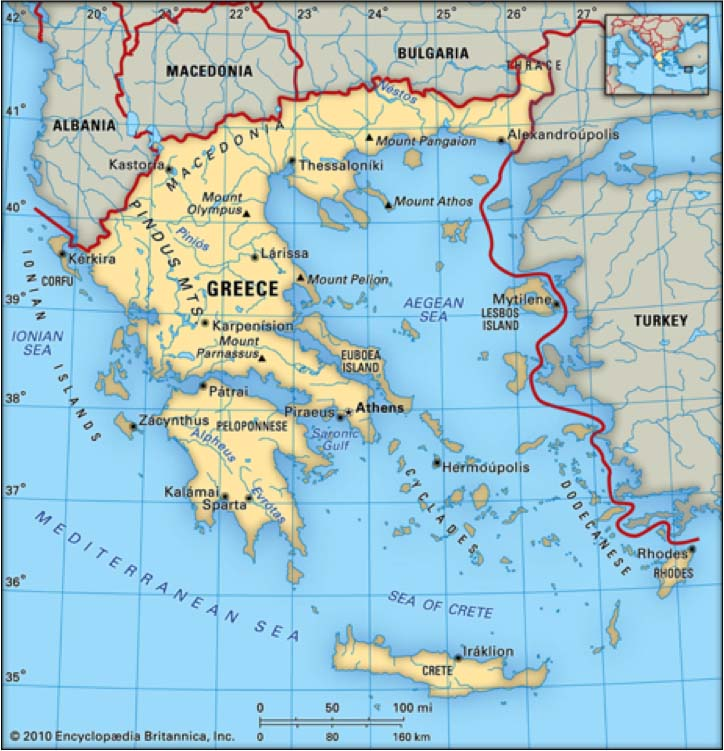 42° 20° 21° 22° 23° 24° 25° 26° 27°
BULGARIA
THRACE
MACEDONIA
Néstos
41°
ALBANIA
MACEDONIA
Mount Pangaion
Alexandroúpolis
Kastoría
Thessaloníki
40°
Mount
Olympus
Mount Athos
PINDUS MTS
Piniós
Kérkira
CORFU
Lárissa
Mount Pelion
GREECE
39°
IONIAN ISLANDS
AEGEAN
SEA
Mytilene
LESBOS
ISLAND
TURKEY
IONIAN
SEA
Karpenísion
Mount
Parnassus
EUBOEA
ISLAND
38°
Pátrai
Piraeus
Athens
Zácynthus
PELOPONNESE
Saronic
Gulf
Alpheus
Hermoúpolis
37°
Kalámai
Sparta
Evrótas
CYCLADES
DODECANESE
MEDITERRANEAN SEA
Rhodes
RHODES
36°
SEA OF CRETE
Iráklion
CRETE
35°
0 50 100 mi
0 80 160 km
© 2010 Encyclopædia Britannica, Inc.